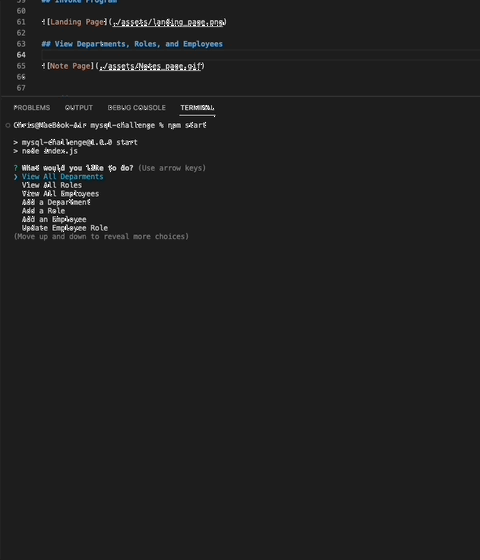 59 ## Invoke Program
60
61 ![Landing Page](./assets/landing_page.png)
62
63 ## View Departments, Roles, and Employees
64
65 ![Note Page](./assets/Notes_page.gif)
66
67
PROBLEMS OUTPUT DEBUG CONSOLE TERMINAL
Chris@MacBook-Air mysql-challenge % npm start
> mysql-challenge@1.0.0 start
> node index.js
? What would you like to do? (Use arrow keys)
❯ View All Deparments
View All Roles
View All Employees
Add a Department
Add a Role
Add an Employee
Update Employee Role
(Move up and down to reveal more choices)